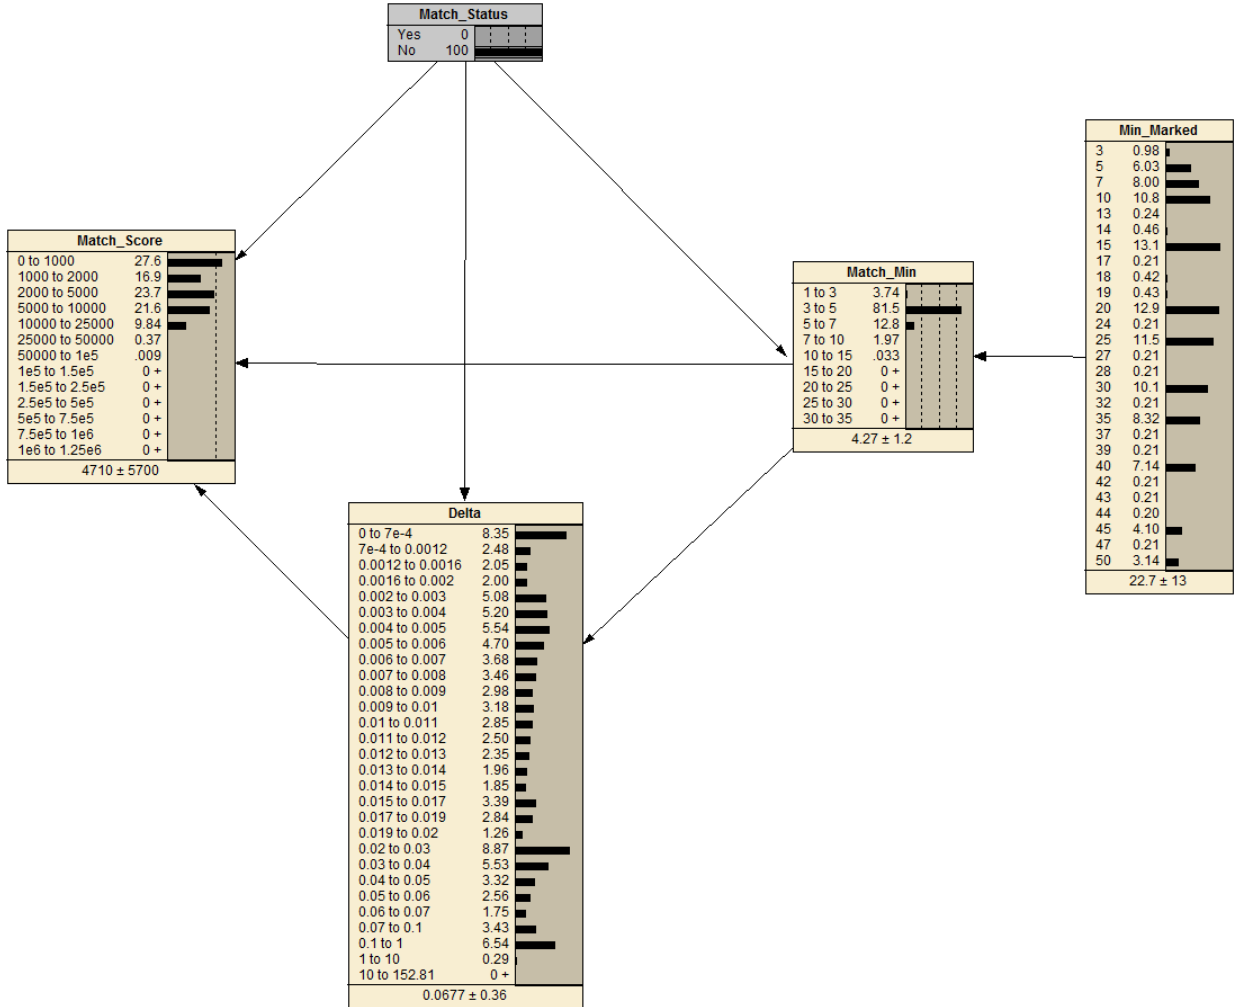 Match_Status
Yes 0
No 100
Min_Marked
3 0.98
5 6.03
7 8.00
10 10.8
13 0.24
14 0.46
15 13.1
17 0.21
18 0.42
19 0.43
20 12.9
24 0.21
25 11.5
27 0.21
28 0.21
30 10.1
32 0.21
35 8.32
37 0.21
39 0.21
40 7.14
42 0.21
43 0.21
44 0.20
45 4.10
47 0.21
50 3.14
22.7 ± 13
Match_Score
0 to 1000 27.6
1000 to 2000 16.9
2000 to 5000 23.7
5000 to 10000 21.6
10000 to 25000 9.84
25000 to 50000 0.37
50000 to 1e5 .009
1e5 to 1.5e5 0 +
1.5e5 to 2.5e5 0 +
2.5e5 to 5e5 0 +
5e5 to 7.5e5 0 +
7.5e5 to 1e6 0 +
1e6 to 1.25e6 0 +
4710 ± 5700
Match_Min
1 to 3 3.74
3 to 5 81.5
5 to 7 12.8
7 to 10 1.97
10 to 15 .033
15 to 20 0 +
20 to 25 0 +
25 to 30 0 +
30 to 35 0 +
4.27 ± 1.2
Delta
0 to 7e-4 8.35
7e-4 to 0.0012 2.48
0.0012 to 0.0016 2.05
0.0016 to 0.002 2.00
0.002 to 0.003 5.08
0.003 to 0.004 5.20
0.004 to 0.005 5.54
0.005 to 0.006 4.70
0.006 to 0.007 3.68
0.007 to 0.008 3.46
0.008 to 0.009 2.98
0.009 to 0.01 3.18
0.01 to 0.011 2.85
0.011 to 0.012 2.50
0.012 to 0.013 2.35
0.013 to 0.014 1.96
0.014 to 0.015 1.85
0.015 to 0.017 3.39
0.017 to 0.019 2.84
0.019 to 0.02 1.26
0.02 to 0.03 8.87
0.03 to 0.04 5.53
0.04 to 0.05 3.32
0.05 to 0.06 2.56
0.06 to 0.07 1.75
0.07 to 0.1 3.43
0.1 to 1 6.54
1 to 10 0.29
10 to 152.81 0 +
0.0677 ± 0.36